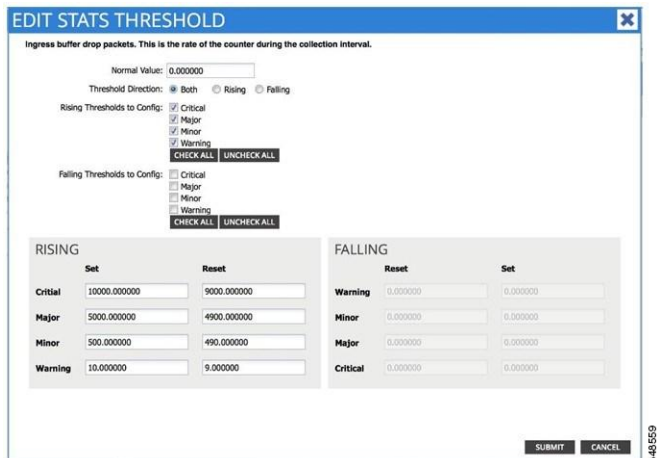 EDIT STATS THRESHOLD
Ingress buffer drop packets. This is the rate of the counter during the collection interval.
Normal Value: 0.000000
Threshold Direction: Both Rising Falling
Rising Thresholds to Config: Critical
Major
Minor
Warning
CHECK ALL UNCHECK ALL
Falling Thresholds to Config: Critical
Major
Minor
Warning
CHECK ALL UNCHECK ALL
RISING
Set Reset
Critial 10000.000000 9000.000000
Major 5000.000000 4900.000000
Minor 500.000000 490.000000
Warning 10.000000 9.000000
FALLING
Reset Set
Warning 0.000000 0.000000
Minor 0.000000 0.000000
Major 0.000000 0.000000
Critical 0.000000 0.000000
SUBMIT CANCEL